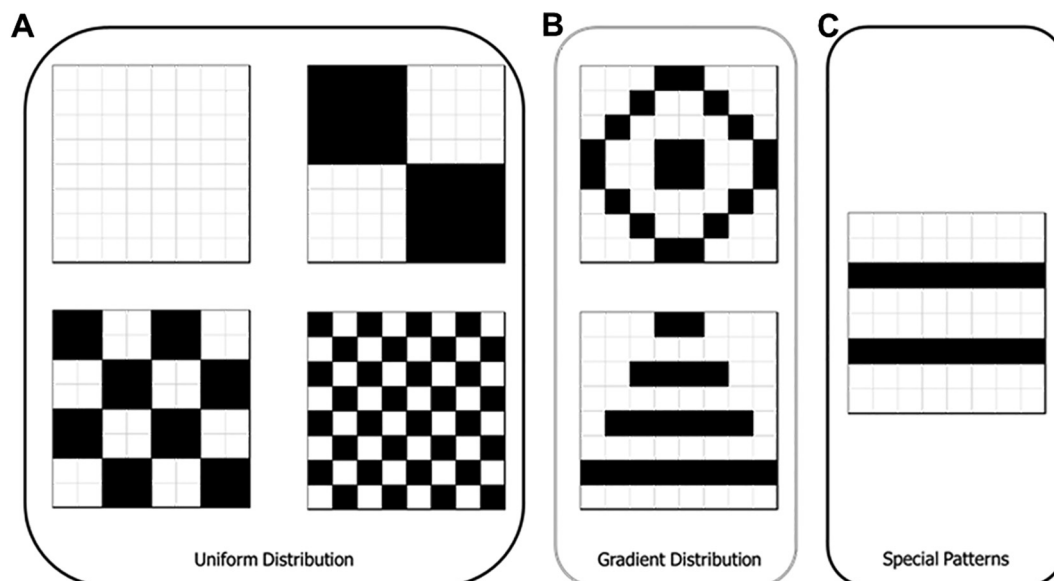 A
B
C
Uniform Distribution
Gradient Distribution
Special Patterns